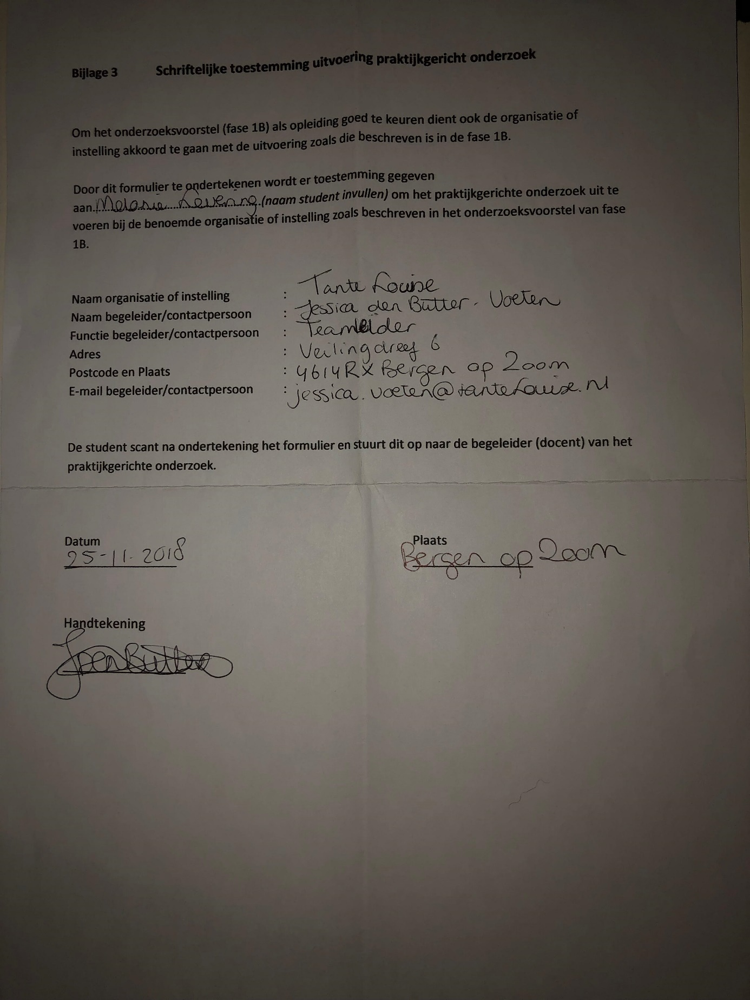 Bijlage 3 Schriftelijke toestemming uitvoering praktijkgericht onderzoek
Om het onderzoeksvoorstel (fase 1B) als opleiding goed te keuren dient ook de organisatie of
instelling akkoord te gaan met de uitvoering zoals die beschreven is in de fase 1B.
Door dit formulier te ondertekenen wordt er toestemming gegeven
aan Melanie (naam student invullen) om het praktijkgerichte onderzoek uit te
voeren bij de benoemde organisatie of instelling zoals beschreven in het onderzoeksvoorstel van fase
1B.
Naam organisatie of instelling : Tante Louise
Naam begeleider/contactpersoon : Jessica den Butter - Voeten
Functie begeleider/contactpersoon : Teamleider
Adres : Veilingdreef 6
Postcode en Plaats : 4614RX Bergen op Zoom
E-mail begeleider/contactpersoon : jessica.voeten@tanteLouise.nl
De student scant na ondertekening het formulier en stuurt dit op naar de begeleider (docent) van het
praktijkgerichte onderzoek.
Datum Plaats
25-11-2018 Bergen op Zoom
Handtekening
JdenButter